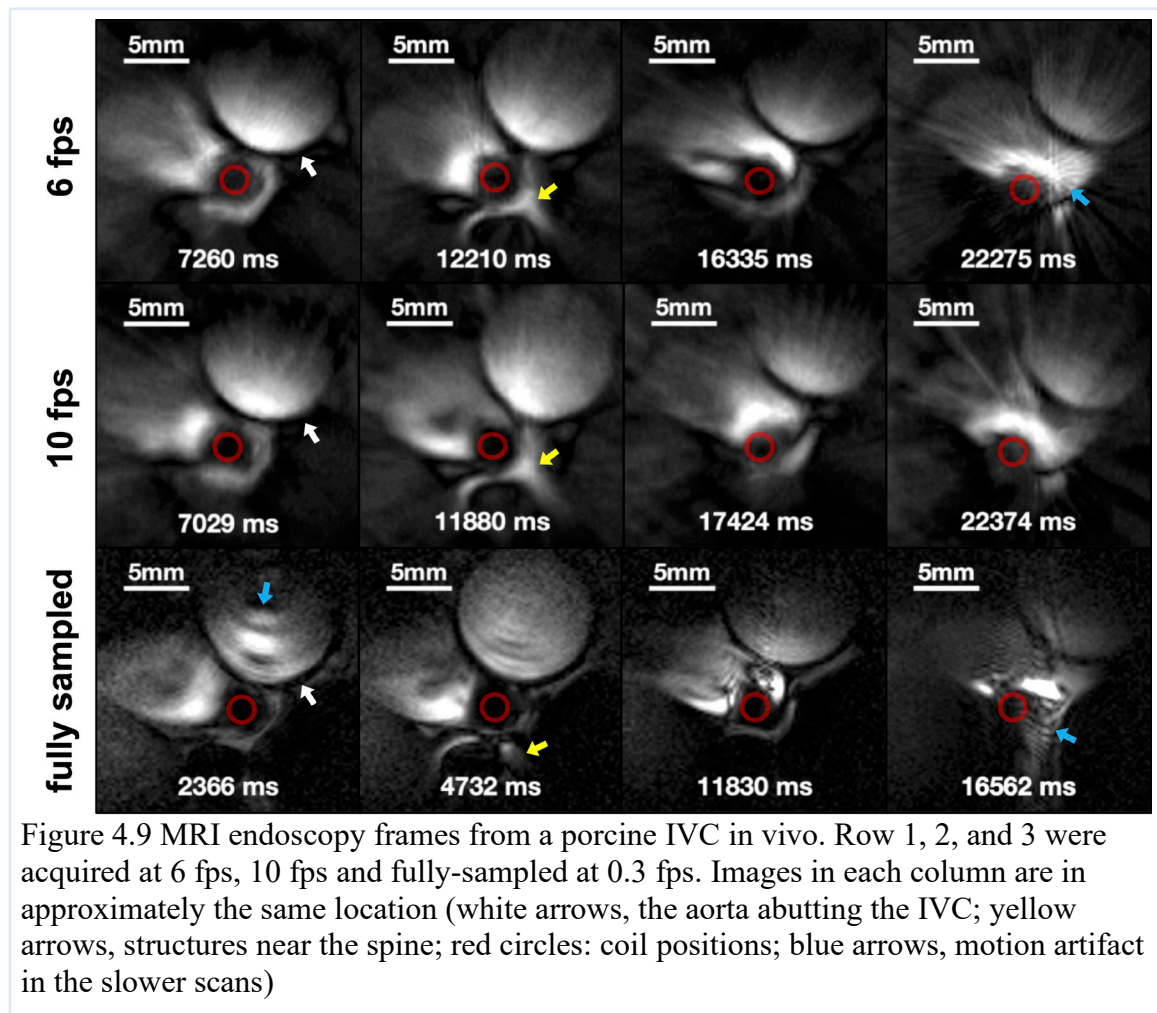 5mm 5mm 5mm 5mm
6 fps
7260 ms 12210 ms 16335 ms 22275 ms
5mm 5mm 5mm 5mm
10 fps
7029 ms 11880 ms 17424 ms 22374 ms
5mm 5mm 5mm 5mm
fully sampled
2366 ms 4732 ms 11830 ms 16562 ms
Figure 4.9 MRI endoscopy frames from a porcine IVC in vivo. Row 1, 2, and 3 were
acquired at 6 fps, 10 fps and fully-sampled at 0.3 fps. Images in each column are in
approximately the same location (white arrows, the aorta abutting the IVC; yellow
arrows, structures near the spine; red circles: coil positions; blue arrows, motion artifact
in the slower scans)